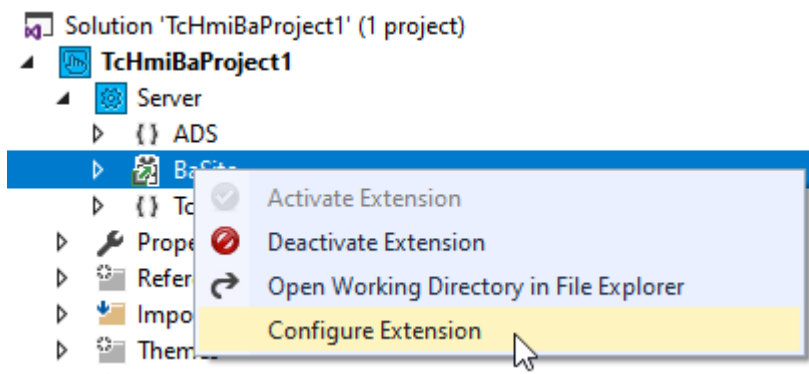 Solution 'TcHmiBaProject1' (1 project)
TcHmiBaProject1
Server
{} ADS
BaSite
{} Tc
Activate Extension
Prope
Deactivate Extension
Refer
Open Working Directory in File Explorer
Impo
Configure Extension
Themes